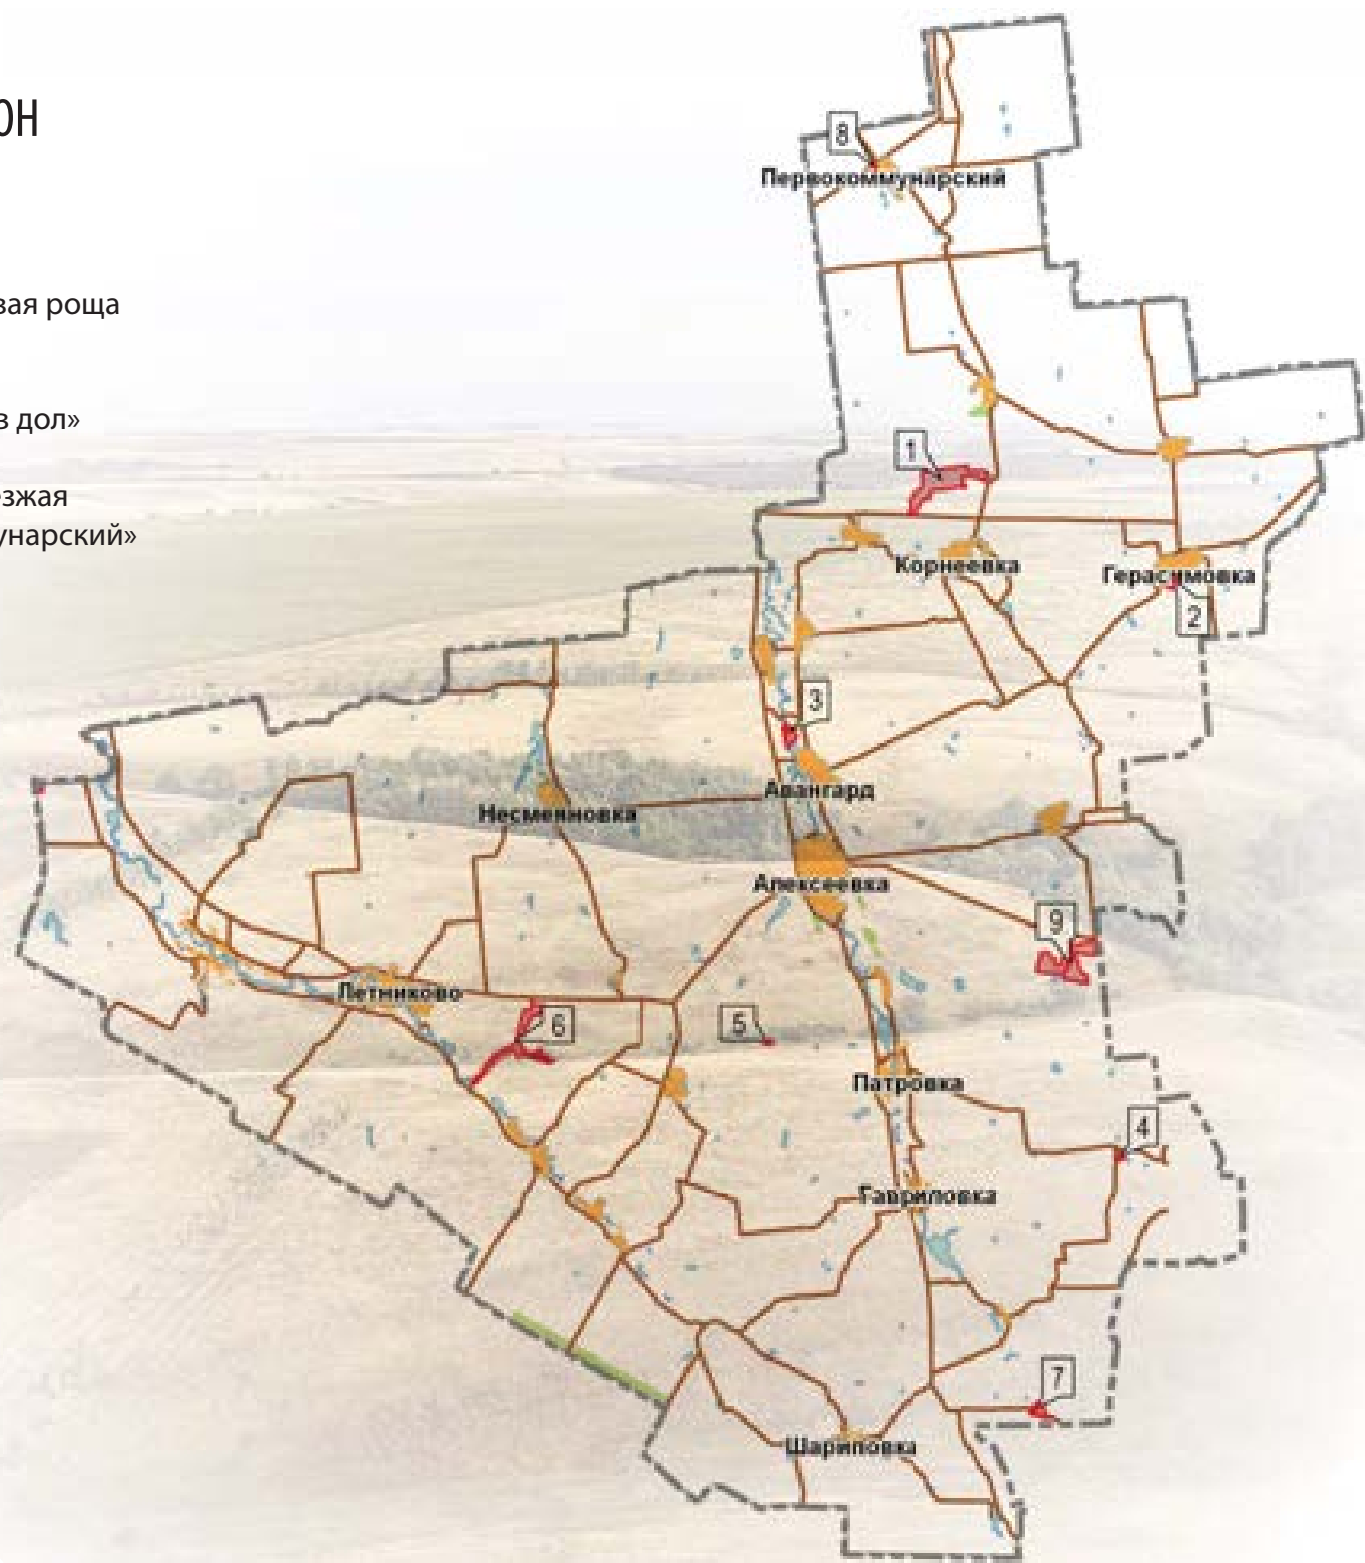 ОН
вая роща
в дол»
езжая
унарский»
8
Первокоммунарский
1
Корнеевка
Герасимовка
2
3
Авангард
Несмеяновка
Алексеевка
9
Летниково
6
5
Патровка
4
Гавриловка
7
Шариповка